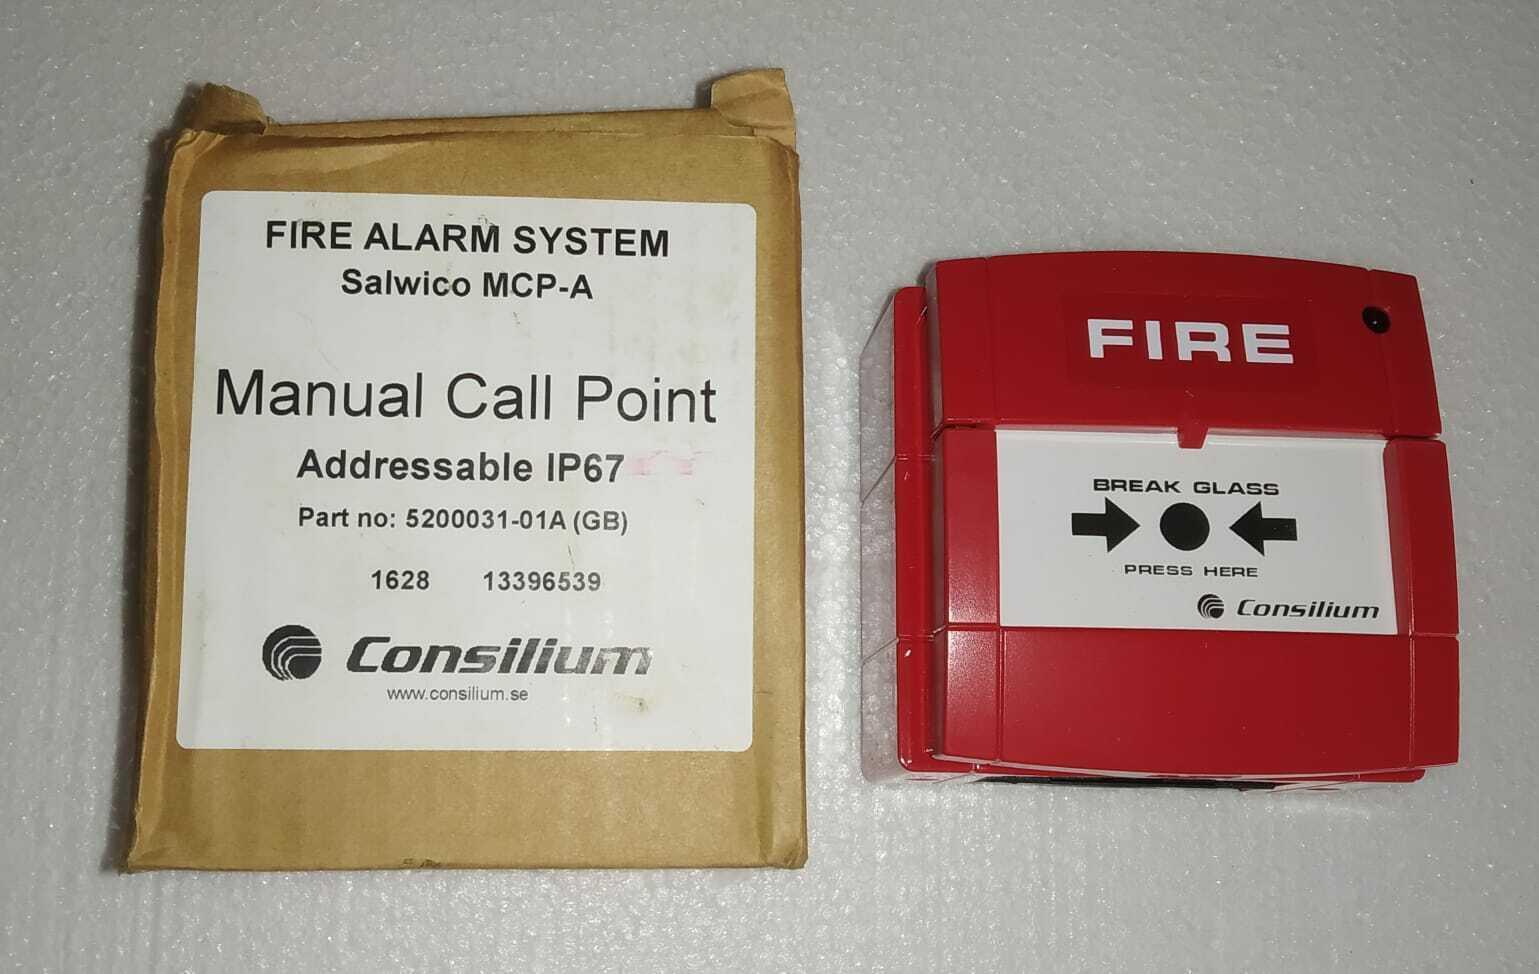 FIRE ALARM SYSTEM
Salwico MCP-A
Manual Call Point
Addressable IP67
Part no: 5200031-01A (GB)
1628 13396539
Consilium
www.consilium.se
FIRE
BREAK GLASS
PRESS HERE
Consilium